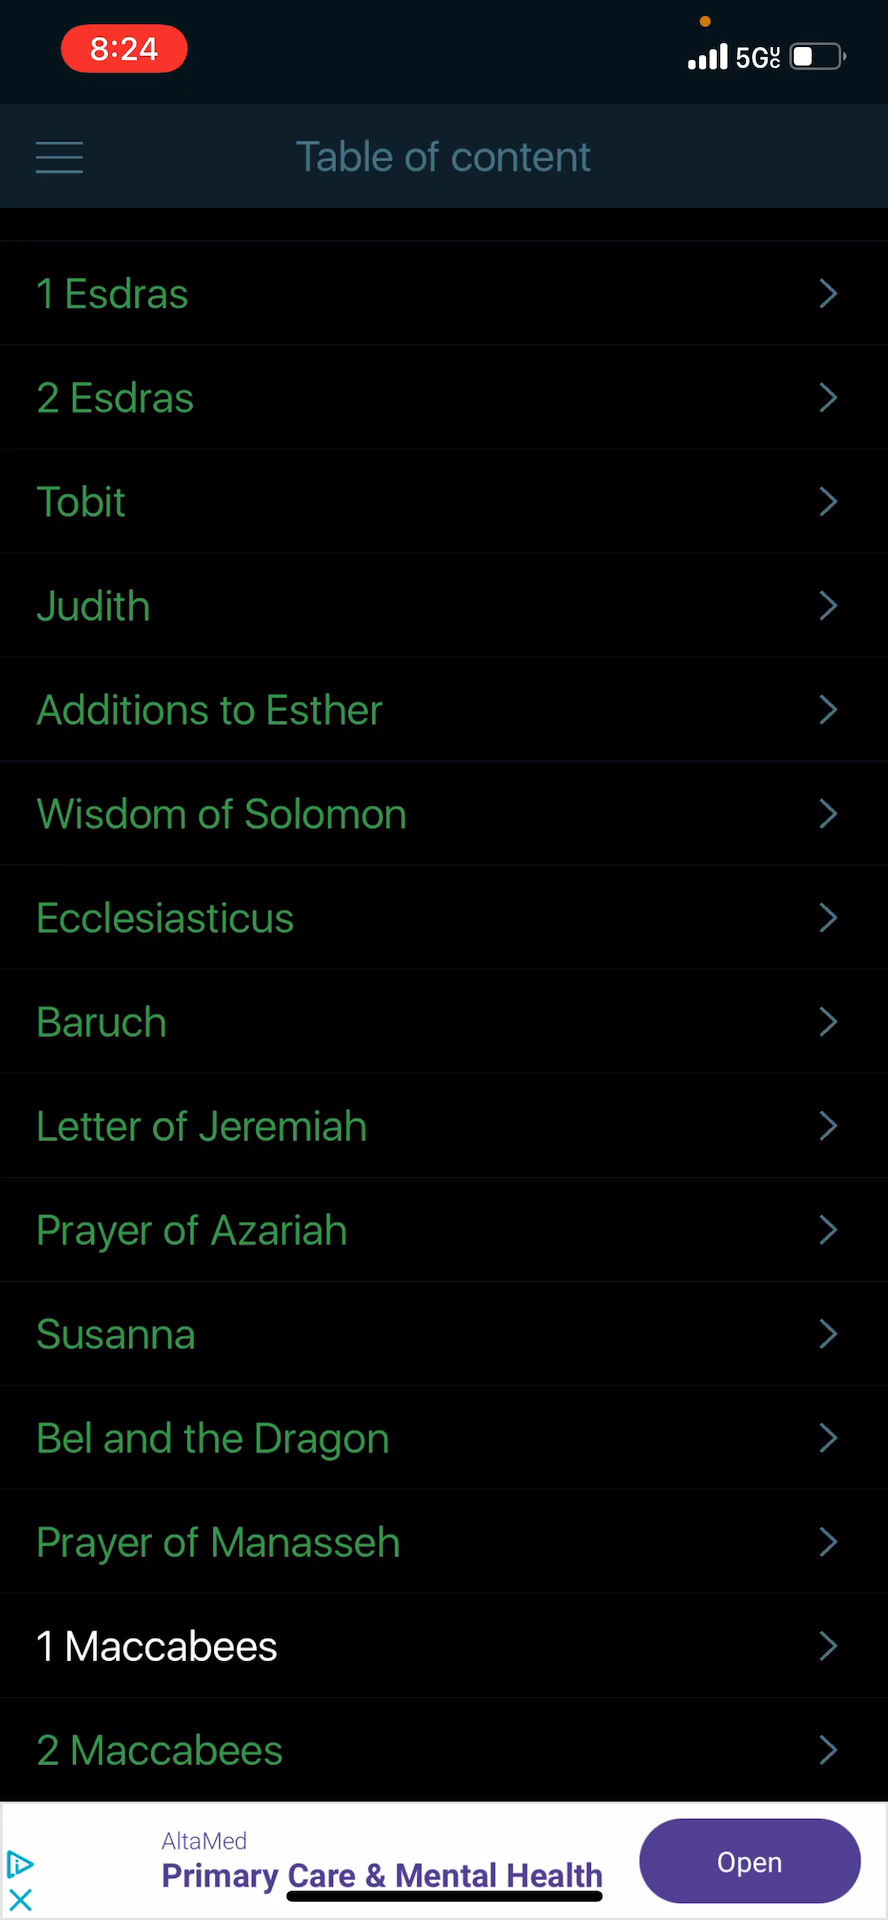 8:24
5GUC
Table of content
1 Esdras
2 Esdras
Tobit
Judith
Additions to Esther
Wisdom of Solomon
Ecclesiasticus
Baruch
Letter of Jeremiah
Prayer of Azariah
Susanna
Bel and the Dragon
Prayer of Manasseh
1 Maccabees
2 Maccabees
AltaMed
Primary Care & Mental Health
Open